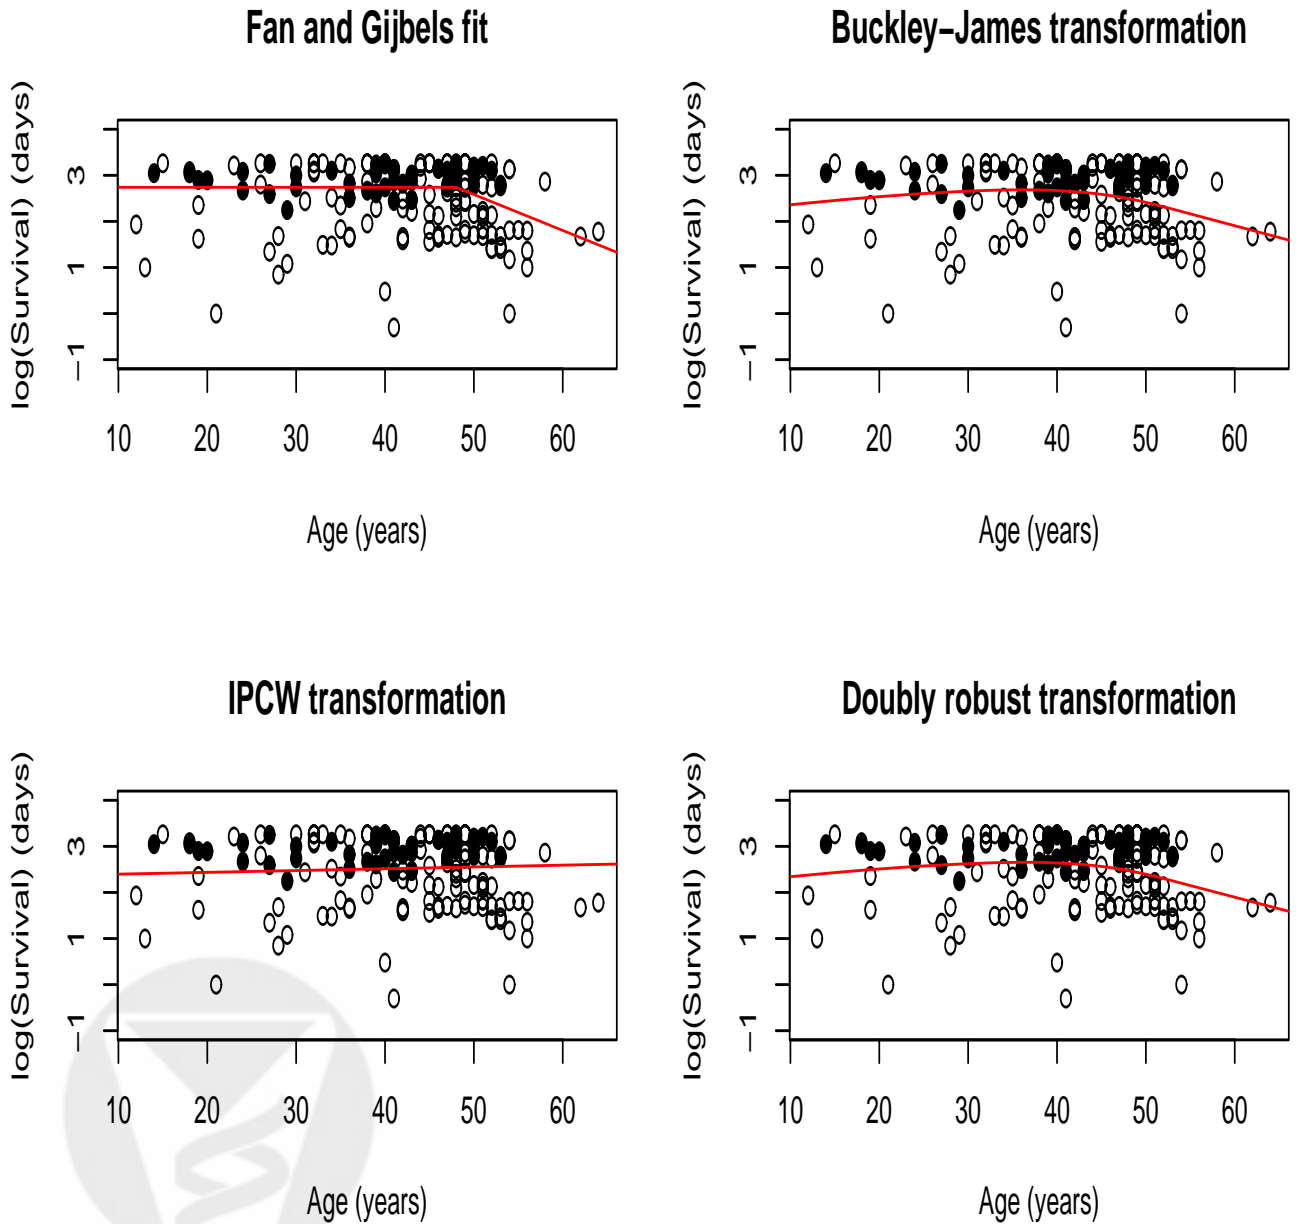 Fan and Gijbels fit
log(Survival) (days)
3
1
−1
10 20 30 40 50 60
Age (years)
Buckley−James transformation
log(Survival) (days)
3
1
−1
10 20 30 40 50 60
Age (years)
IPCW transformation
log(Survival) (days)
3
1
−1
10 20 30 40 50 60
Age (years)
Doubly robust transformation
log(Survival) (days)
3
1
−1
10 20 30 40 50 60
Age (years)